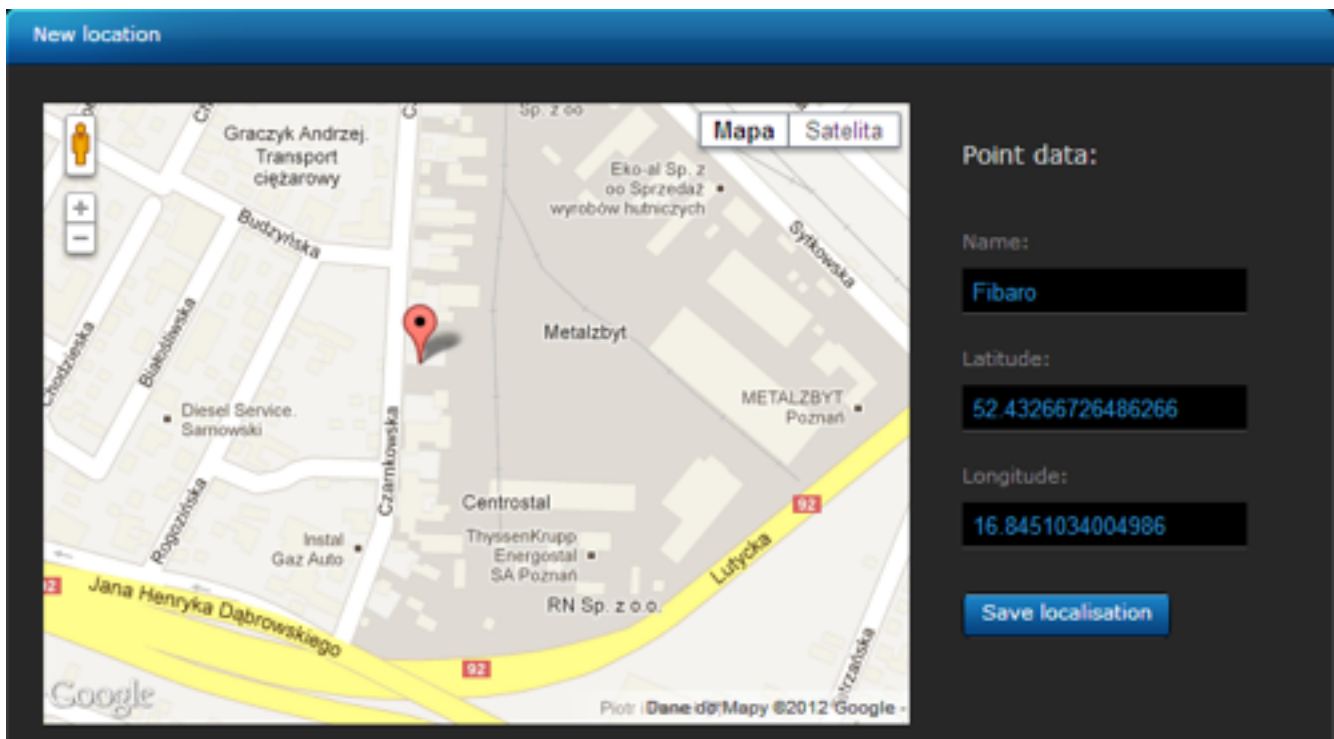 New location
Sp. z oo
Mapa
Satelita
Graczyk Andrzej.
Transport
ciężarowy
Eko-al Sp. z
oo Sprzedaż
wyrobów hutniczych
Point data:
Budzyńska
Sytkowska
Name:
Fibaro
Białośliwska
Chodzieska
Metalzbyt
Latitude:
52.43266726486266
METALZBYT
Poznań
Diesel Service.
Sarnowski
Czarnkowska
Longitude:
16.8451034004986
Centrostal
92
Rogozińska
Instal
Gaz Auto
ThyssenKrupp
Energostal
SA Poznań
Lutycka
Jana Henryka Dąbrowskiego
RN Sp. z o.o.
Save localisation
92
Google
Dane do Mapy ©2012 Google -